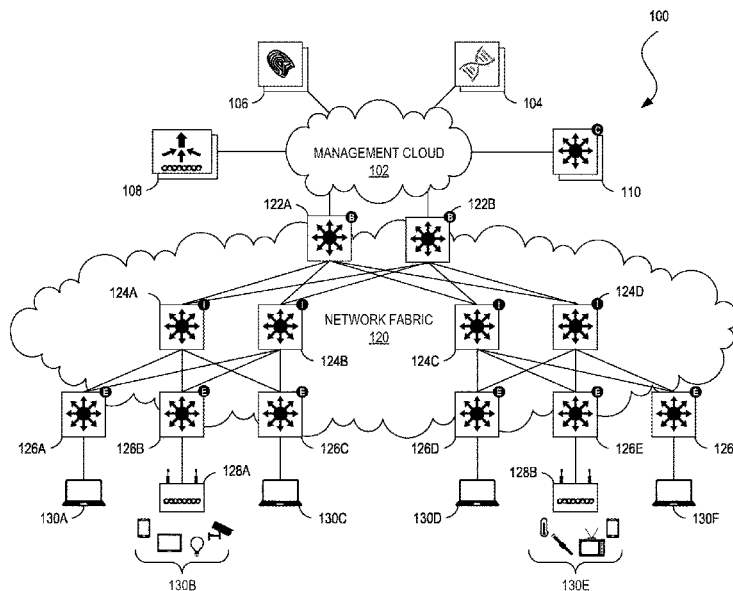 100
106
104
MANAGEMENT CLOUD
102
108
C
110
122A
B
122B
B
124A
I
I
I
124D
I
NETWORK FABRIC
120
124B
124C
E
E
E
E
E
E
126A
126B
126C
126D
126E
126
128A
128B
130A
130C
130D
130F
130B
130E